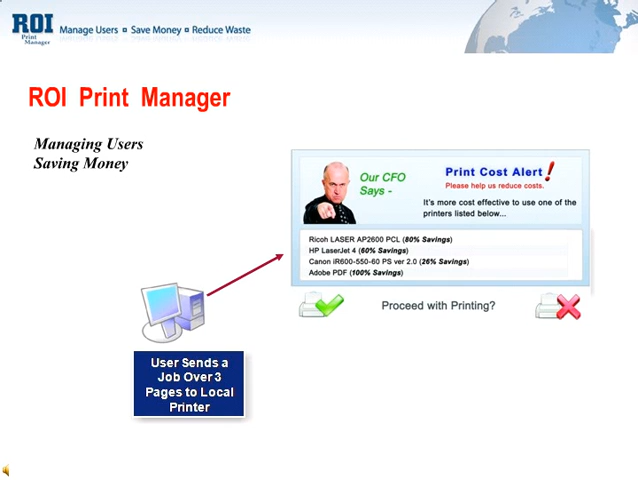 ROI
Print
Manager
Manage Users ▫ Save Money ▫ Reduce Waste
ROI Print Manager
Managing Users
Saving Money
Our CFO
Says -
Print Cost Alert!
Please help us reduce costs.
It's more cost effective to use one of the
printers listed below...
Ricoh LASER AP2600 PCL (80% Savings)
HP LaserJet 4 (60% Savings)
Canon iR600-550-60 PS ver 2.0 (26% Savings)
Adobe PDF (100% Savings)
Proceed with Printing?
User Sends a
Job Over 3
Pages to Local
Printer